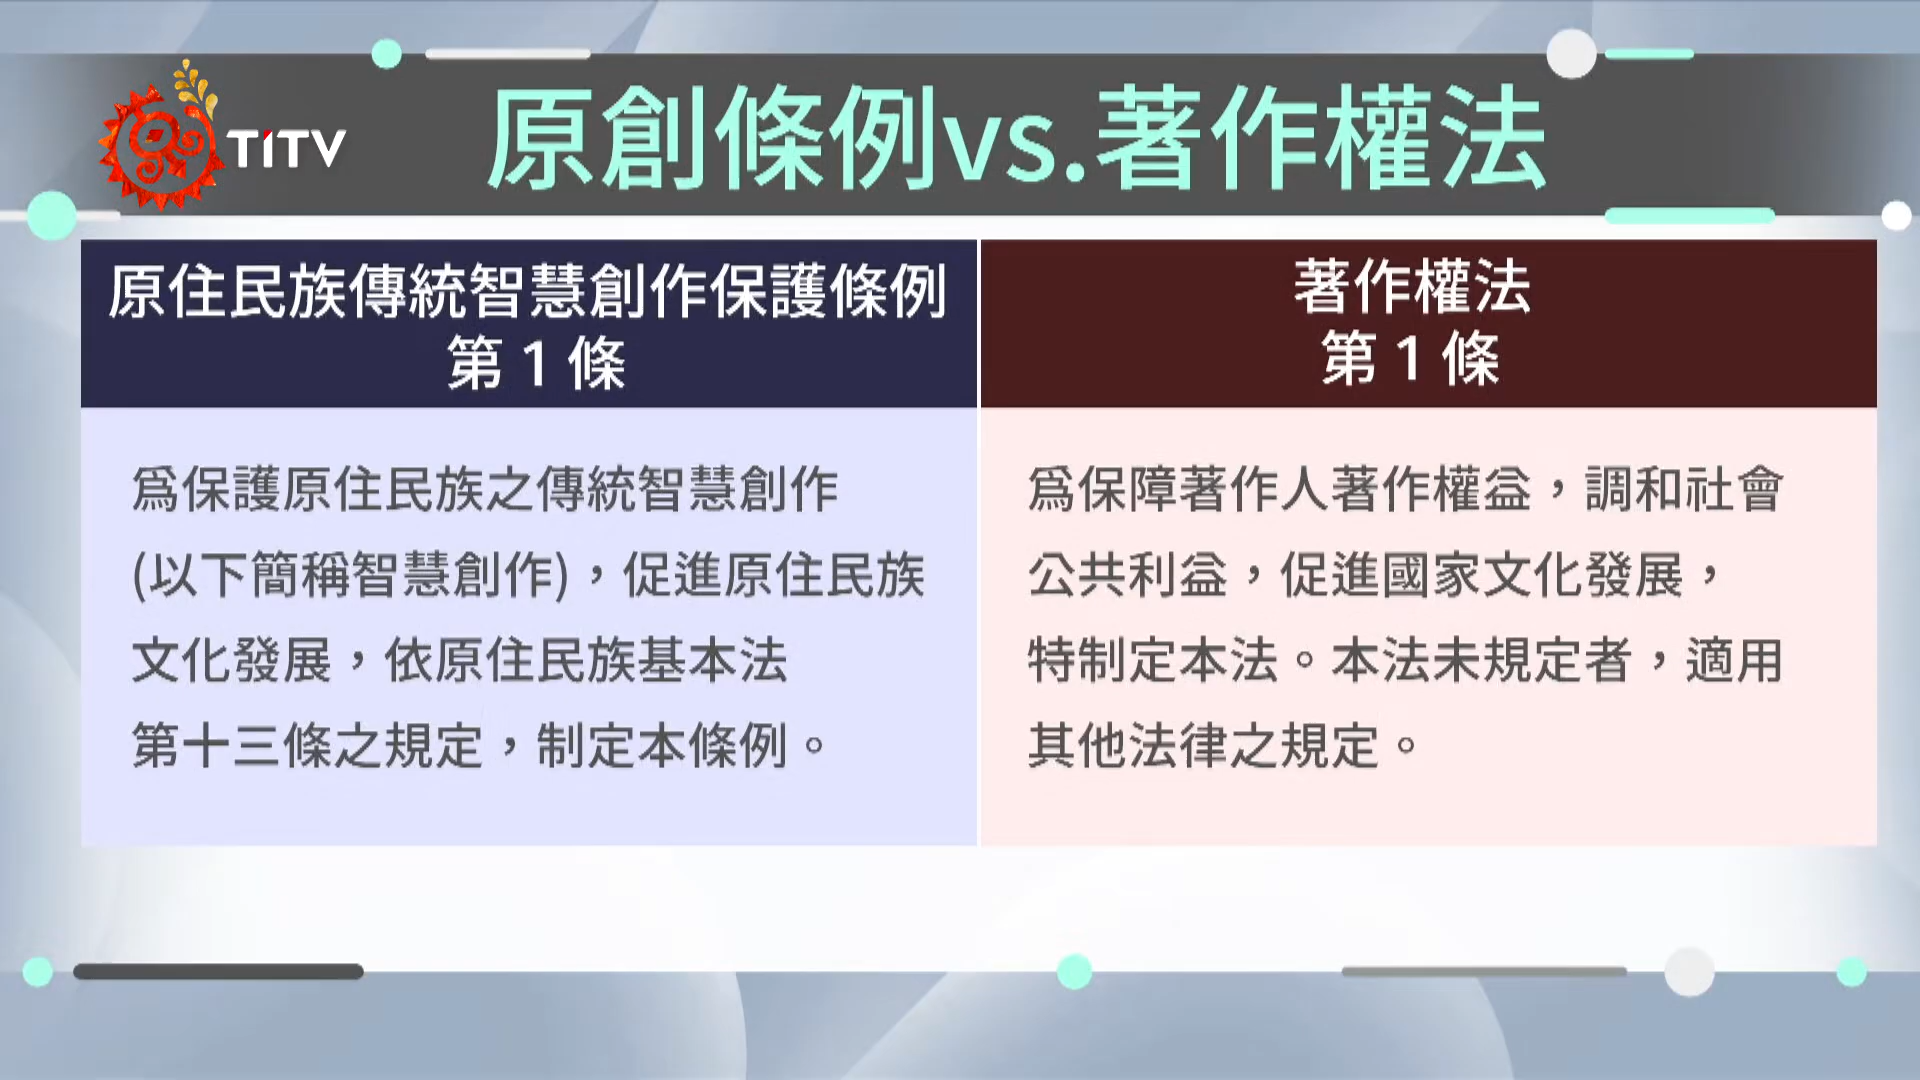 TITV
原創條例vs.著作權法
原住民族傳統智慧創作保護條例
第1條
為保護原住民族之傳統智慧創作
(以下簡稱智慧創作)，促進原住民族
文化發展，依原住民族基本法
第十三條之規定，制定本條例。
著作權法
第1條
為保障著作人著作權益，調和社會
公共利益，促進國家文化發展，
特制定本法。本法未規定者，適用
其他法律之規定。